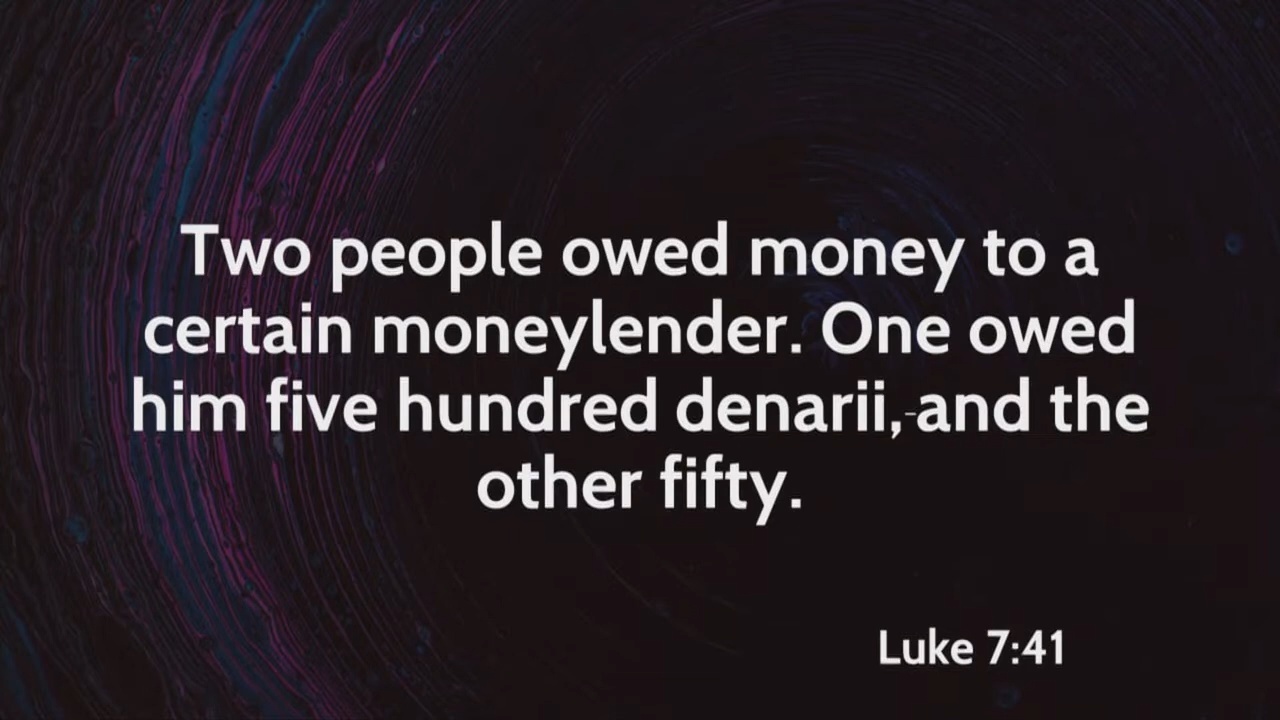 Two people owed money to a
certain moneylender. One owed
him five hundred denarii,-and the
other fifty.
Luke 7:41